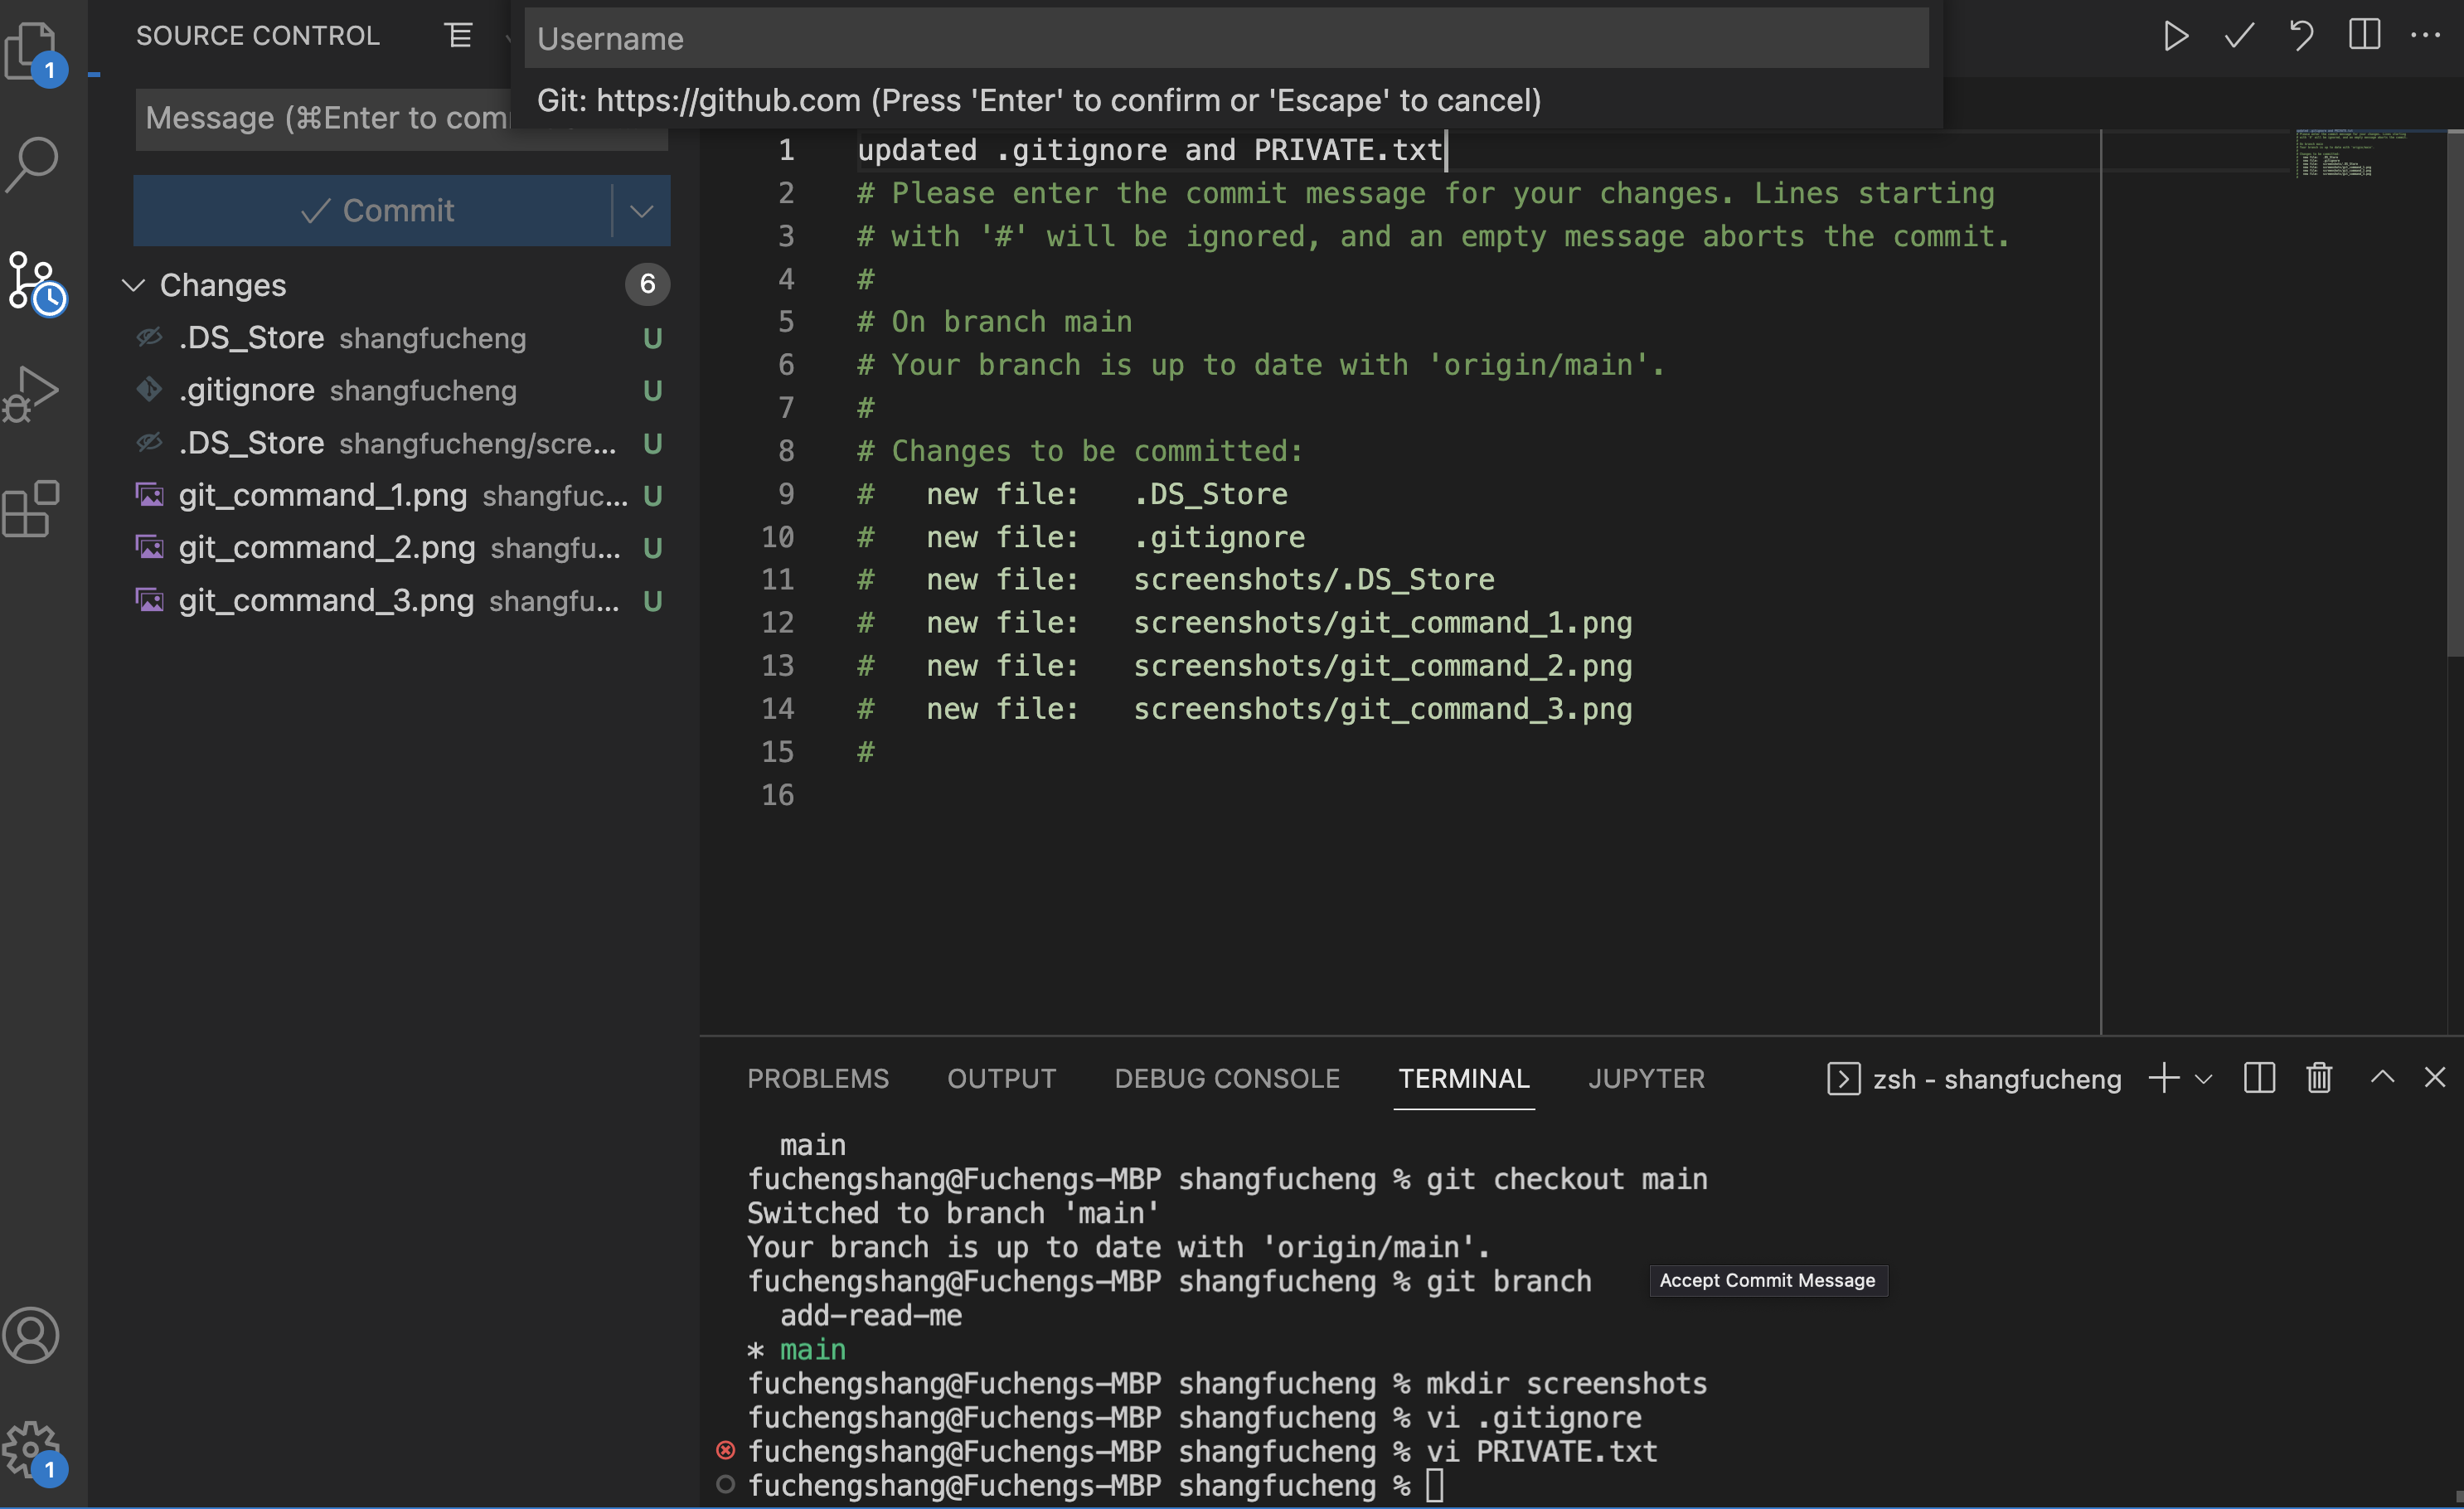 SOURCE CONTROL
Username
Git: https://github.com (Press 'Enter' to confirm or 'Escape' to cancel)
1
Message (⌘Enter to com
Commit
Changes 6
.DS_Store shangfucheng U
.gitignore shangfucheng U
.DS_Store shangfucheng/scre... U
git_command_1.png shangfuc... U
git_command_2.png shangfu... U
git_command_3.png shangfu... U
1
1 updated .gitignore and PRIVATE.txt
2 # Please enter the commit message for your changes. Lines starting
3 # with '#' will be ignored, and an empty message aborts the commit.
4 #
5 # On branch main
6 # Your branch is up to date with 'origin/main'.
7 #
8 # Changes to be committed:
9 # new file: .DS_Store
10 # new file: .gitignore
11 # new file: screenshots/.DS_Store
12 # new file: screenshots/git_command_1.png
13 # new file: screenshots/git_command_2.png
14 # new file: screenshots/git_command_3.png
15 #
16
PROBLEMS OUTPUT DEBUG CONSOLE TERMINAL JUPYTER zsh - shangfucheng
main
fuchengshang@Fuchengs-MBP shangfucheng % git checkout main
Switched to branch 'main'
Your branch is up to date with 'origin/main'.
fuchengshang@Fuchengs-MBP shangfucheng % git branch
Accept Commit Message
add-read-me
* main
fuchengshang@Fuchengs-MBP shangfucheng % mkdir screenshots
fuchengshang@Fuchengs-MBP shangfucheng % vi .gitignore
fuchengshang@Fuchengs-MBP shangfucheng % vi PRIVATE.txt
fuchengshang@Fuchengs-MBP shangfucheng %